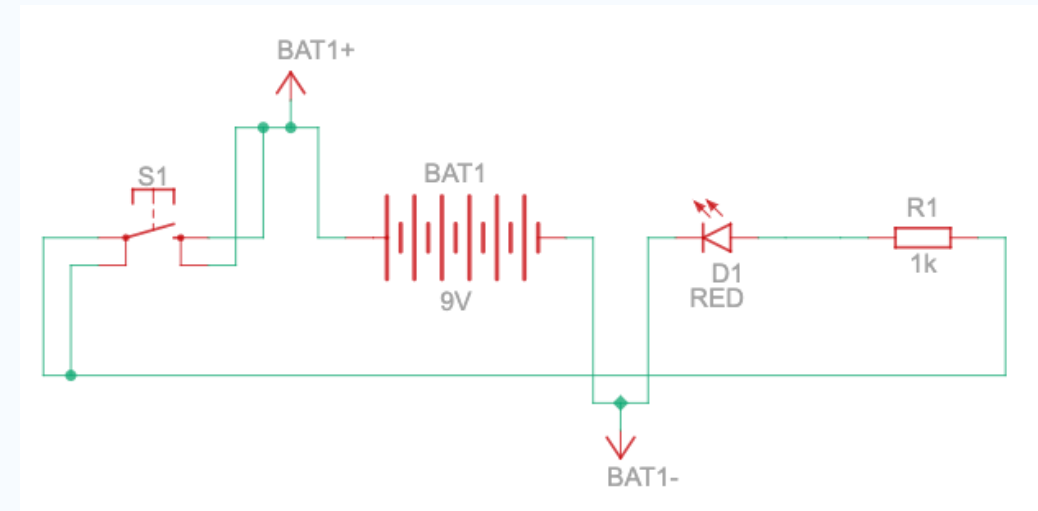 BAT1+
S1
BAT1
9V
D1
RED
R1
1k
BAT1-